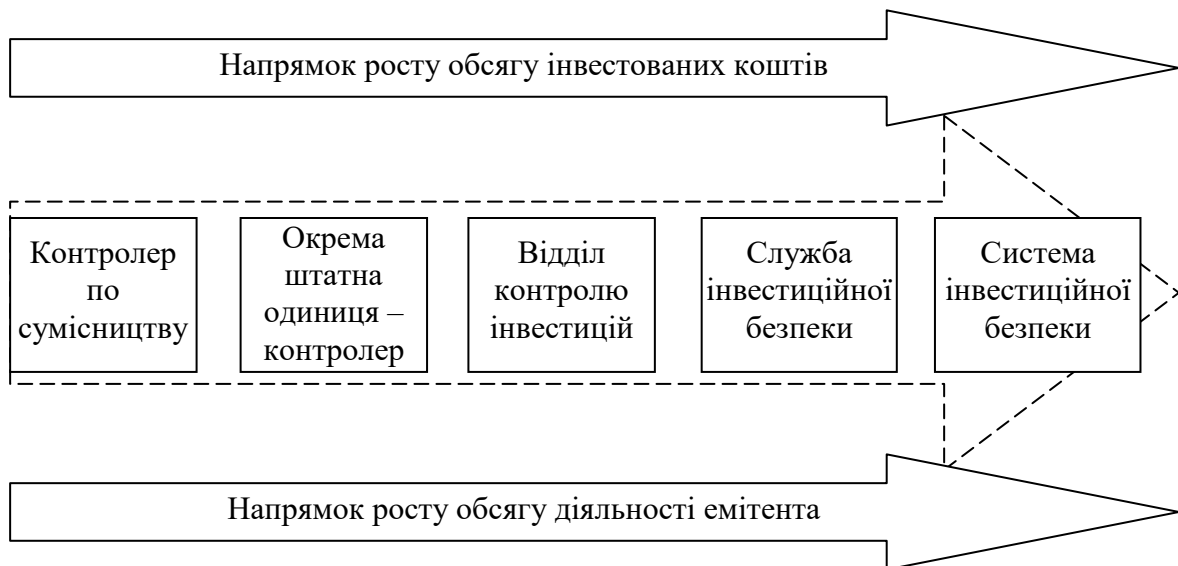 Напрямок росту обсягу інвестованих коштів
Контролер
по
сумісництву
Окрема
штатна
одиниця –
контролер
Відділ
контролю
інвестицій
Служба
інвестиційної
безпеки
Система
інвестиційної
безпеки
Напрямок росту обсягу діяльності емітента